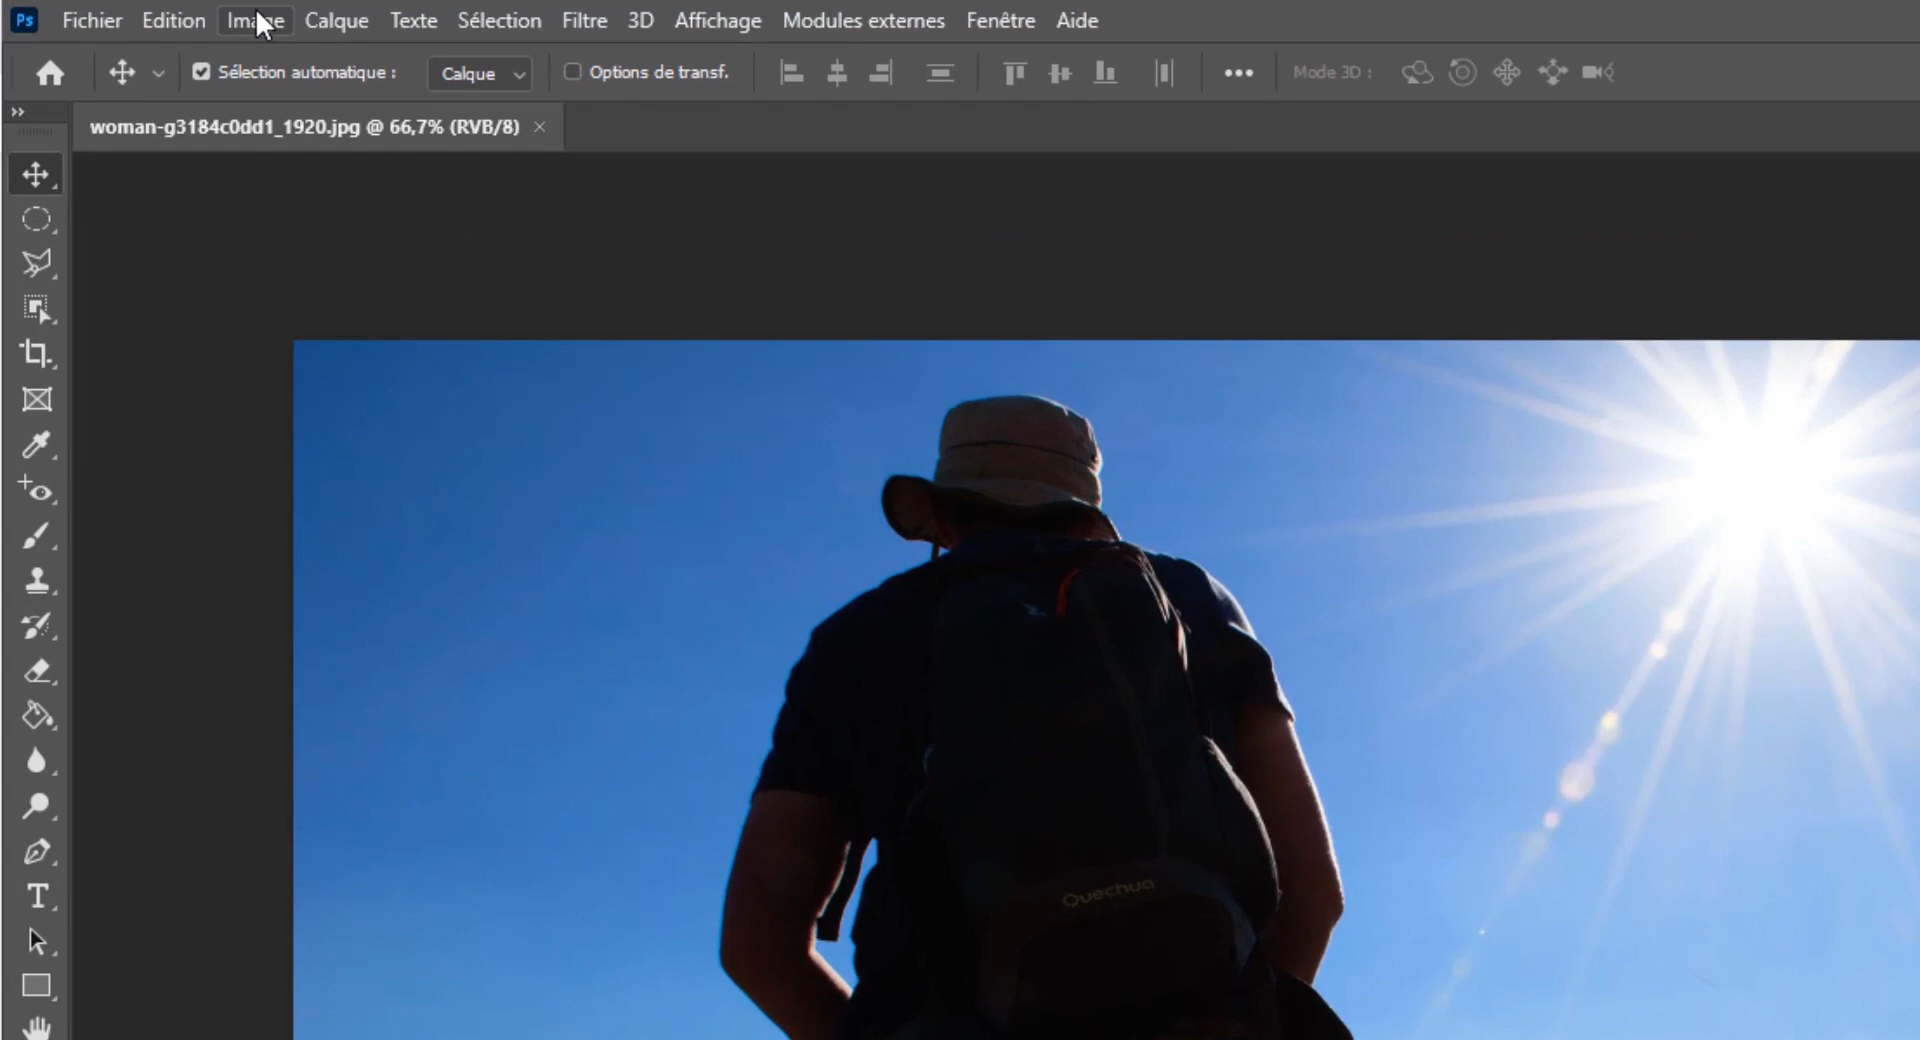 Ps Fichier Edition Image Calque Texte Sélection Filtre 3D Affichage Modules externes Fenêtre Aide
Sélection automatique : Calque Options de transf. Mode 3D :
woman-g3184c0dd1_1920.jpg @ 66,7% (RVB/8)
Quechua